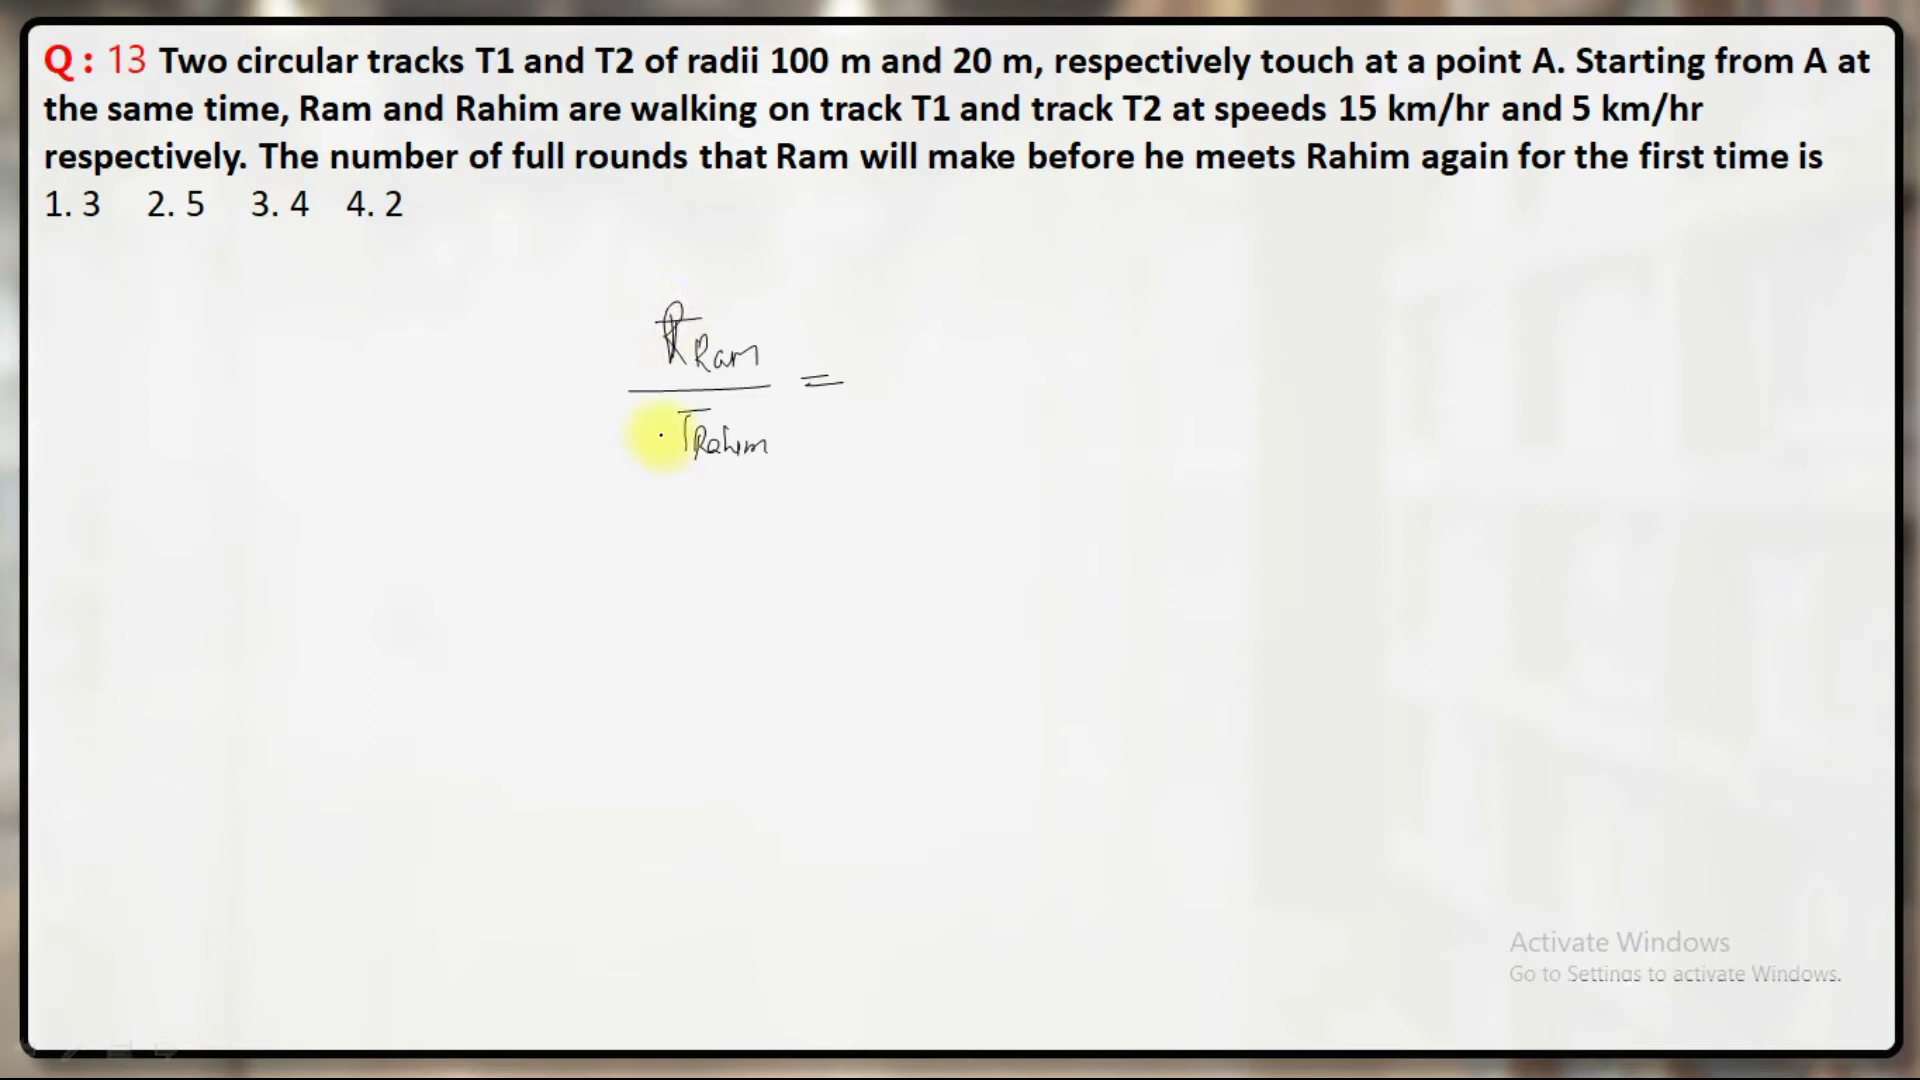 Q : 13 Two circular tracks T1 and T2 of radii 100 m and 20 m, respectively touch at a point A. Starting from A at
the same time, Ram and Rahim are walking on track T1 and track T2 at speeds 15 km/hr and 5 km/hr
respectively. The number of full rounds that Ram will make before he meets Rahim again for the first time is
1. 3 2. 5 3. 4 4. 2
T Ram
=
T Rahim
Activate Windows
Go to Settings to activate Windows.